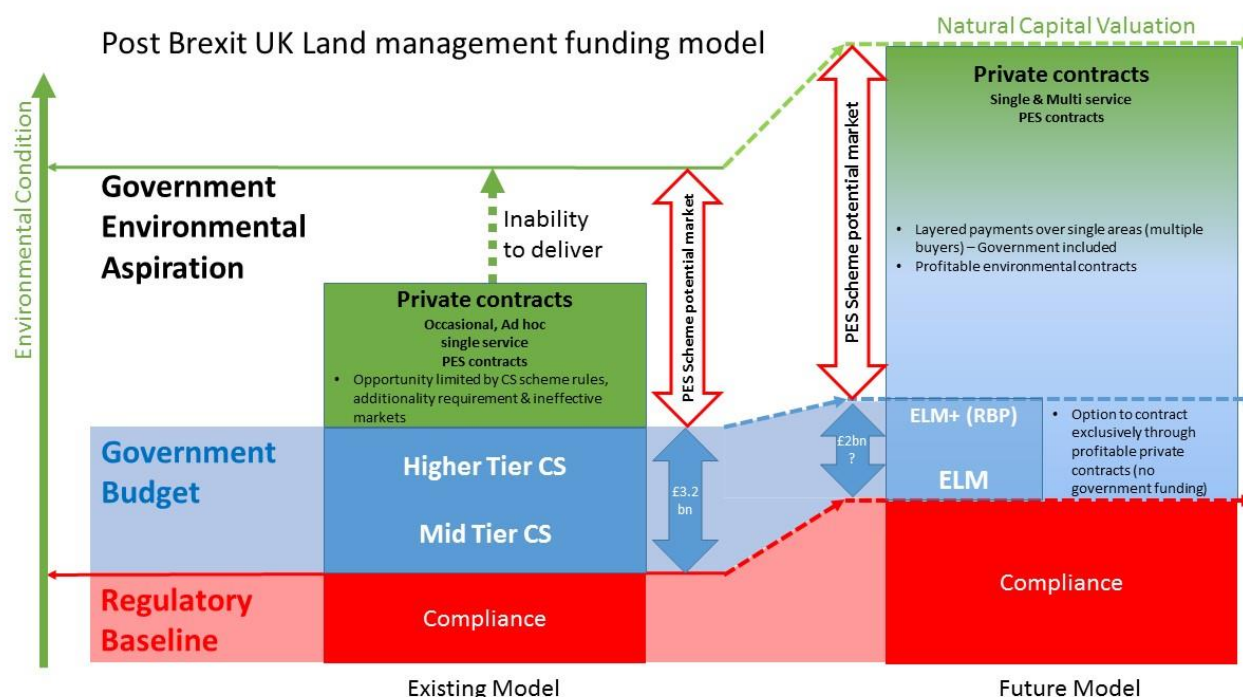 Post Brexit UK Land management funding model
Natural Capital Valuation
Environmental Condition
Government
Environmental
Aspiration
Inability
to deliver
Private contracts
Occasional, Ad hoc
single service
PES contracts
• Opportunity limited by CS scheme rules,
additionality requirement & ineffective
markets
PES Scheme potential market
PES Scheme potential market
Private contracts
Single & Multi service
PES contracts
• Layered payments over single areas (multiple
buyers) – Government included
• Profitable environmental contracts
Government
Budget
Higher Tier CS
Mid Tier CS
£3.2
bn
£2bn
?
ELM+ (RBP)
ELM
• Option to contract
exclusively through
profitable private
contracts (no
government funding)
Regulatory
Baseline
Compliance
Compliance
Existing Model
Future Model